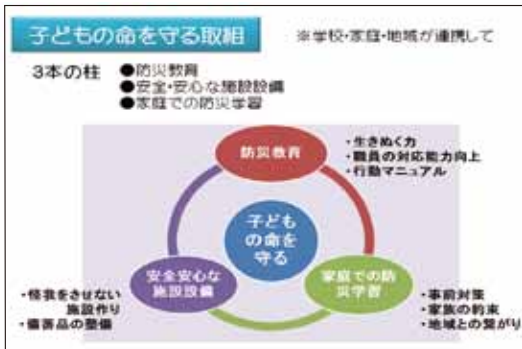 子どもの命を守る取組
※学校・家庭・地域が連携して
3本の柱
●防災教育
●安全・安心な施設設備
●家庭での防災学習
防災教育
・生きぬく力
・職員の対応能力向上
・行動マニュアル
子ども
の命を
守る
安全安心な
施設設備
・怪我をさせない
施設作り
・備蓄品の整備
家庭での防
災学習
・事前対策
・家族の約束
・地域との繋がり